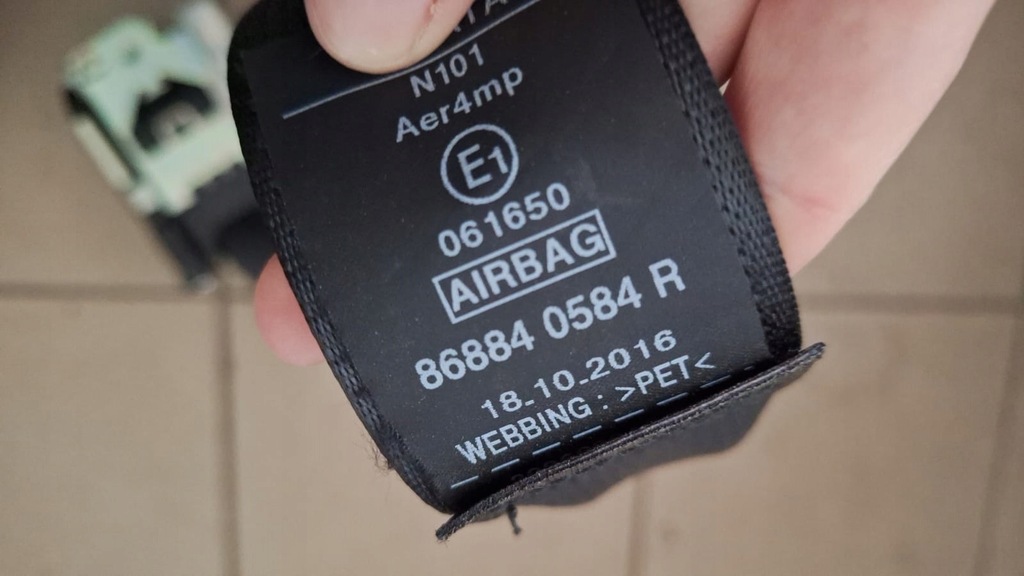 N101
Aer4mp
E1
061650
AIRBAG
86884 0584 R
18.10.2016
WEBBING : >PET<